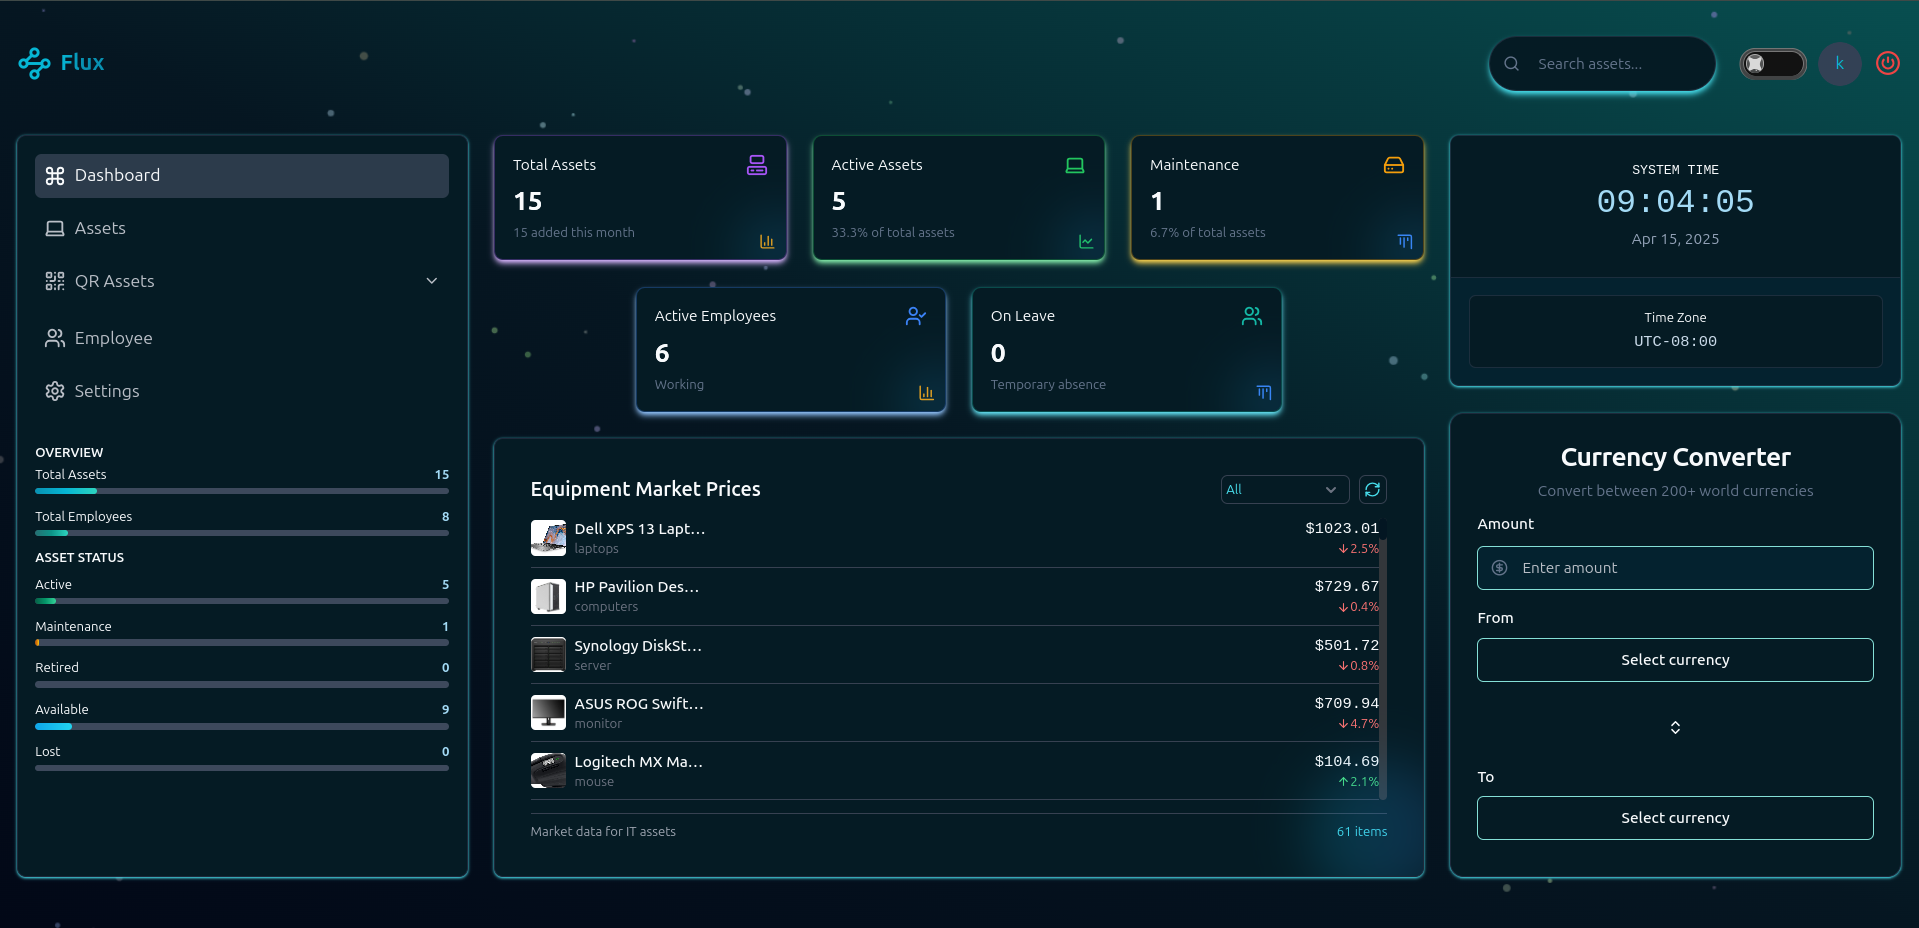 Flux
Search assets...
k
Dashboard
Assets
QR Assets
Employee
Settings
OVERVIEW
Total Assets 15
Total Employees 8
ASSET STATUS
Active 5
Maintenance 1
Retired 0
Available 9
Lost 0
Total Assets
15
15 added this month
Active Assets
5
33.3% of total assets
Maintenance
1
6.7% of total assets
Active Employees
6
Working
On Leave
0
Temporary absence
Equipment Market Prices
All
Dell XPS 13 Lapt... $1023.01
laptops ↓2.5%
HP Pavilion Des... $729.67
computers ↓0.4%
Synology DiskSt... $501.72
server ↓0.8%
ASUS ROG Swift... $709.94
monitor ↓4.7%
Logitech MX Ma... $104.69
mouse ↑2.1%
Market data for IT assets 61 items
SYSTEM TIME
09:04:05
Apr 15, 2025
Time Zone
UTC-08:00
Currency Converter
Convert between 200+ world currencies
Amount
Enter amount
From
Select currency
To
Select currency